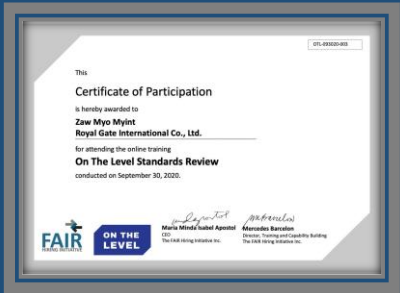 OTL-093020-003
This
Certificate of Participation
is hereby awarded to
Zaw Myo Myint
Royal Gate International Co., Ltd.
for attending the online training
On The Level Standards Review
conducted on September 30, 2020.
FAIR
HIRING INITIATIVE
ON THE
LEVEL
Maria Minda Isabel Apostol
CEO
The FAIR Hiring Initiative Inc.
Mercedes Barcelon
Director, Training and Capability Building
The FAIR Hiring Initiative Inc.